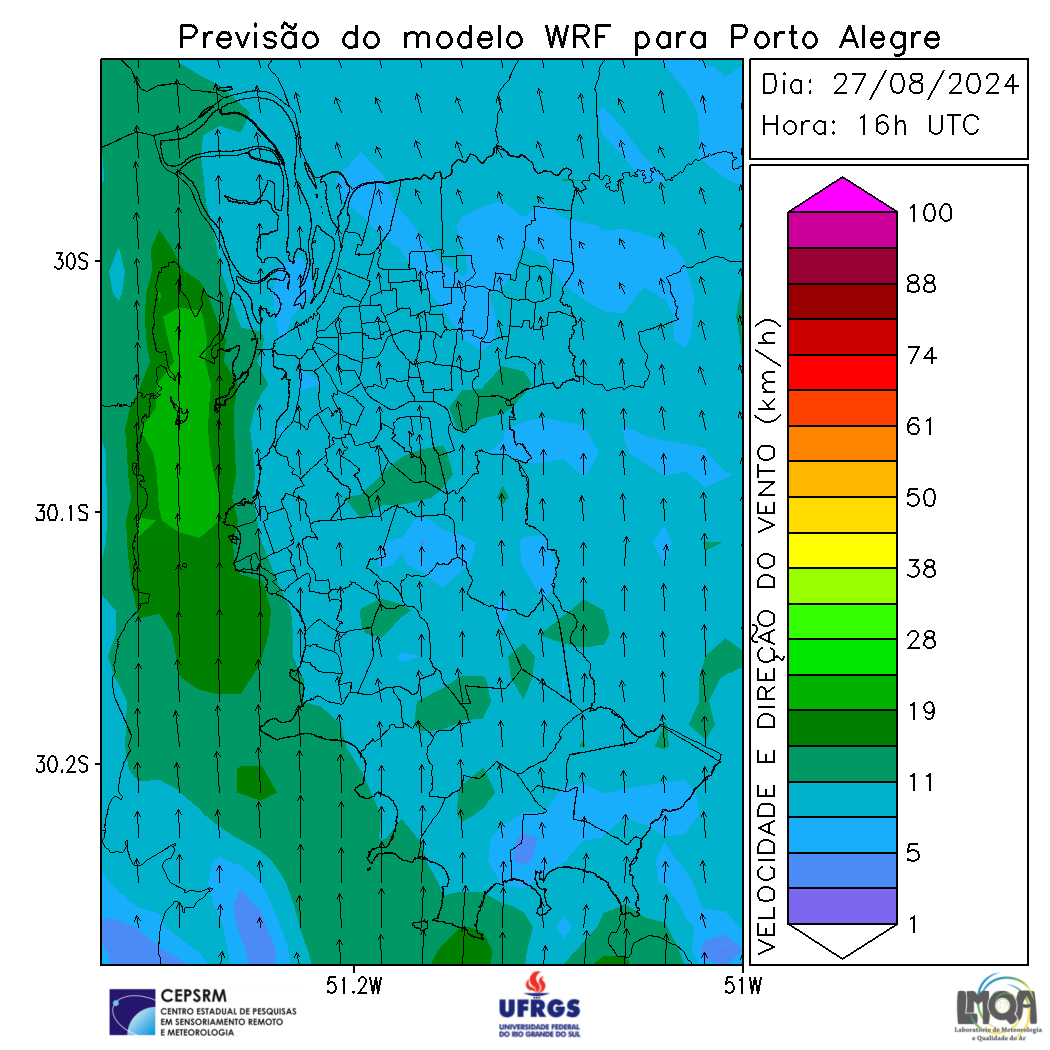 Previsão do modelo WRF para Porto Alegre
Dia: 27/08/2024
Hora: 16h UTC
30S
30.1S
30.2S
51.2W
51W
VELOCIDADE E DIREÇÃO DO VENTO (km/h)
100
88
74
61
50
38
28
19
11
5
1
CEPSRM
CENTRO ESTADUAL DE PESQUISAS
EM SENSORIAMENTO REMOTO
E METEOROLOGIA
UFRGS
UNIVERSIDADE FEDERAL
DO RIO GRANDE DO SUL
LMQA
Laboratório de Meteorologia
e Qualidade do Ar